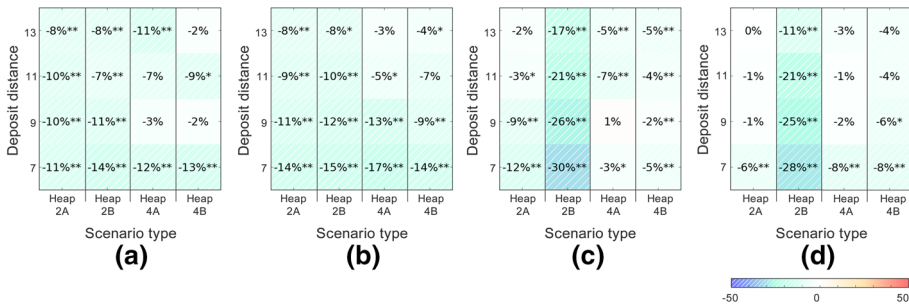 13 -8%** -8%** -11%** -2%
11 -10%** -7%** -7% -9%*
9 -10%** -11%** -3% -2%
7 -11%** -14%** -12%** -13%**
Deposit distance
Heap 2A Heap 2B Heap 4A Heap 4B
Scenario type
(a)
13 -8%** -8%* -3% -4%*
11 -9%** -10%** -5%* -7%
9 -11%** -12%** -13%** -9%**
7 -14%** -15%** -17%** -14%**
Deposit distance
Heap 2A Heap 2B Heap 4A Heap 4B
Scenario type
(b)
13 -2% -17%** -5%** -5%**
11 -3%* -21%** -7%** -4%**
9 -9%** -26%** 1% -2%**
7 -12%** -30%** -3%* -5%**
Deposit distance
Heap 2A Heap 2B Heap 4A Heap 4B
Scenario type
(c)
13 0% -11%** -3% -4%
11 -1% -21%** -1% -4%
9 -1% -25%** -2% -6%*
7 -6%** -28%** -8%** -8%**
Deposit distance
Heap 2A Heap 2B Heap 4A Heap 4B
Scenario type
(d)
-50 0 50